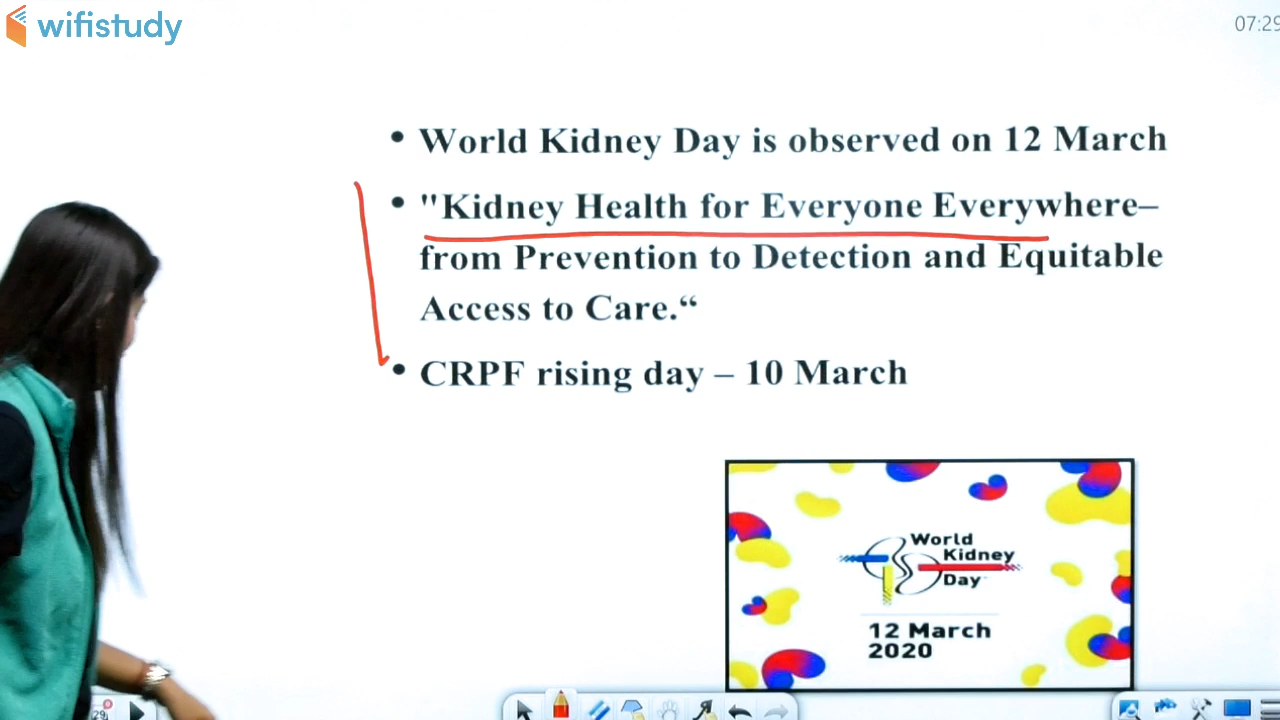 wifistudy
07:29
• World Kidney Day is observed on 12 March
• "Kidney Health for Everyone Everywhere–
from Prevention to Detection and Equitable
Access to Care.“
• CRPF rising day – 10 March
World
Kidney
Day
12 March
2020
29